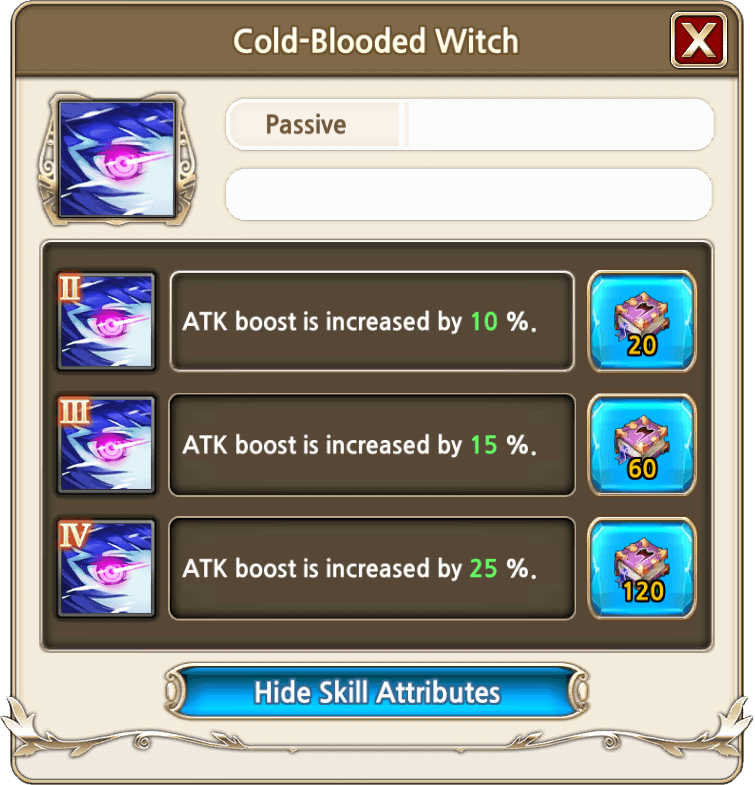 Cold-Blooded Witch
X
Passive
II
ATK boost is increased by 10 %.
20
III
ATK boost is increased by 15 %.
60
IV
ATK boost is increased by 25 %.
120
Hide Skill Attributes